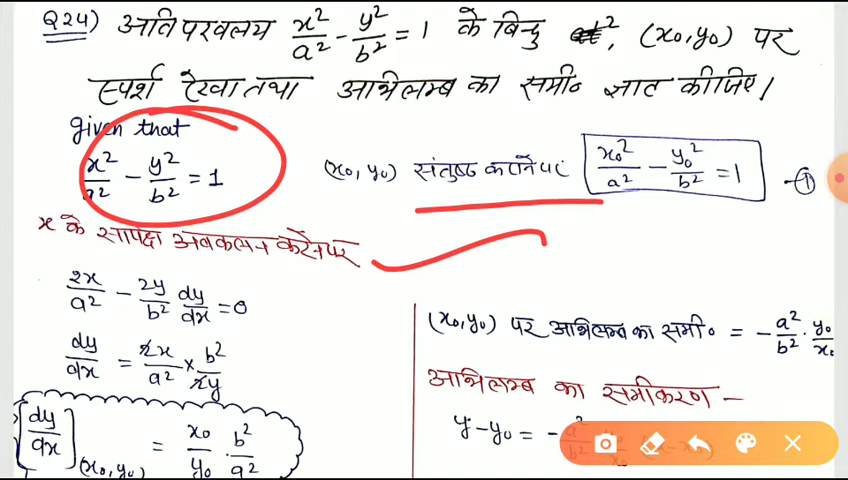 Q24) अतिपरवलय x²/a² - y²/b² = 1 के बिन्दु (x₀,y₀) पर
स्पर्श रेखा तथा अभिलम्ब का समी० ज्ञात कीजिए।
given that
x²/a² - y²/b² = 1
(x₀,y₀) संतुष्ट करने पर x₀²/a² - y₀²/b² = 1 -①
x के सापेक्ष अवकलन करने पर
2x/a² - 2y/b² dy/dx = 0
dy/dx = 2x/a² × b²/2y
[dy/dx](x₀,y₀) = x₀/y₀ · b²/a²
(x₀,y₀) पर अभिलम्ब का समी० = -a²/b² · y₀/x₀
अभिलम्ब का समीकरण -
y - y₀ = -